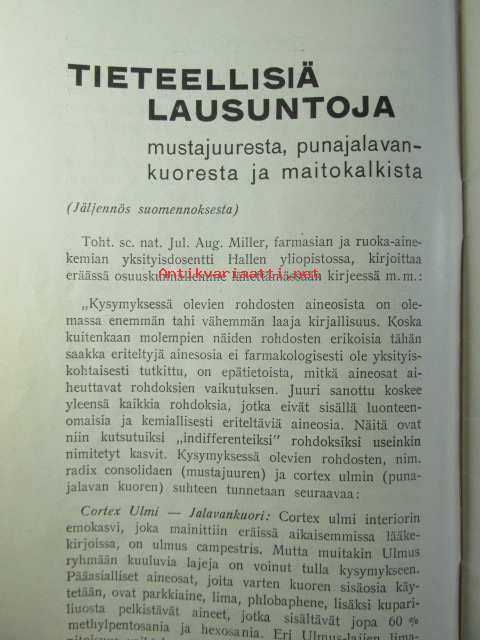 TIETEELLISIÄ
LAUSUNTOJA
mustajuuresta, punajalavan-
kuoresta ja maitokalkista
(Jäljennös suomennoksesta)
Toht. sc. nat. Jul. Aug. Miller, farmasian ja ruoka-aine-
kemian yksityisdosentti Hallen yliopistossa, kirjoittaa
eräässä osuuskunnallemme lähettämässään kirjeessä m. m.:
Antikvariaatti.net
„Kysymyksessä olevien rohdosten aineosista on ole-
massa enemmän tahi vähemmän laaja kirjallisuus. Koska
kuitenkaan molempien näiden rohdosten erikoisia tähän
saakka eriteltyjä ainesosia ei farmakologisesti ole yksityis-
kohtaisesti tutkittu, on epätietoista, mitkä aineosat ai-
heuttavat rohdoksien vaikutuksen. Juuri sanottu koskee
yleensä kaikkia rohdoksia, jotka eivät sisällä luonteen-
omaisia ja kemiallisesti eriteltäviä aineosia. Näitä ovat
niin kutsutuiksi „indifferenteiksi" rohdoksiksi useinkin
nimitetyt kasvit. Kysymyksessä olevien rohdosten, nim.
radix consolidaen (mustajuuren) ja cortex ulmin (puna-
jalavan kuoren) suhteen tunnetaan seuraavaa:
Cortex Ulmi — Jalavankuori: Cortex ulmi interiorin
emokasvi, joka mainittiin eräissä aikaisemmissa lääke-
kirjoissa, on ulmus campestris. Mutta muitakin Ulmus
ryhmään kuuluvia lajeja on voinut tulla kysymykseen.
Pääasialliset aineosat, joita varten kuoren sisäosia käy-
tetään, ovat parkkiaine, lima, phlobaphene, lisäksi kupari-
liuosta pelkistävät aineet, jotka sisältävät jopa 60 %
methylpentosania ja hexosania. Eri Ulmus-lajien lima-